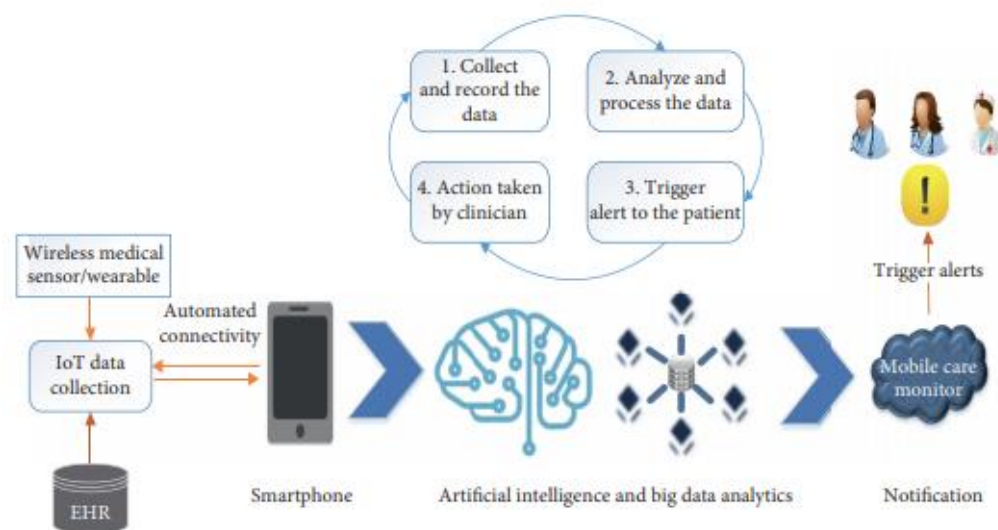 1. Collect
and record the
data
2. Analyze and
process the data
4. Action taken
by clinician
3. Trigger
alert to the patient
Wireless medical
sensor/wearable
Automated
connectivity
IoT data
collection
EHR
Smartphone
Artificial intelligence and big data analytics
!
Trigger alerts
Mobile care
monitor
Notification